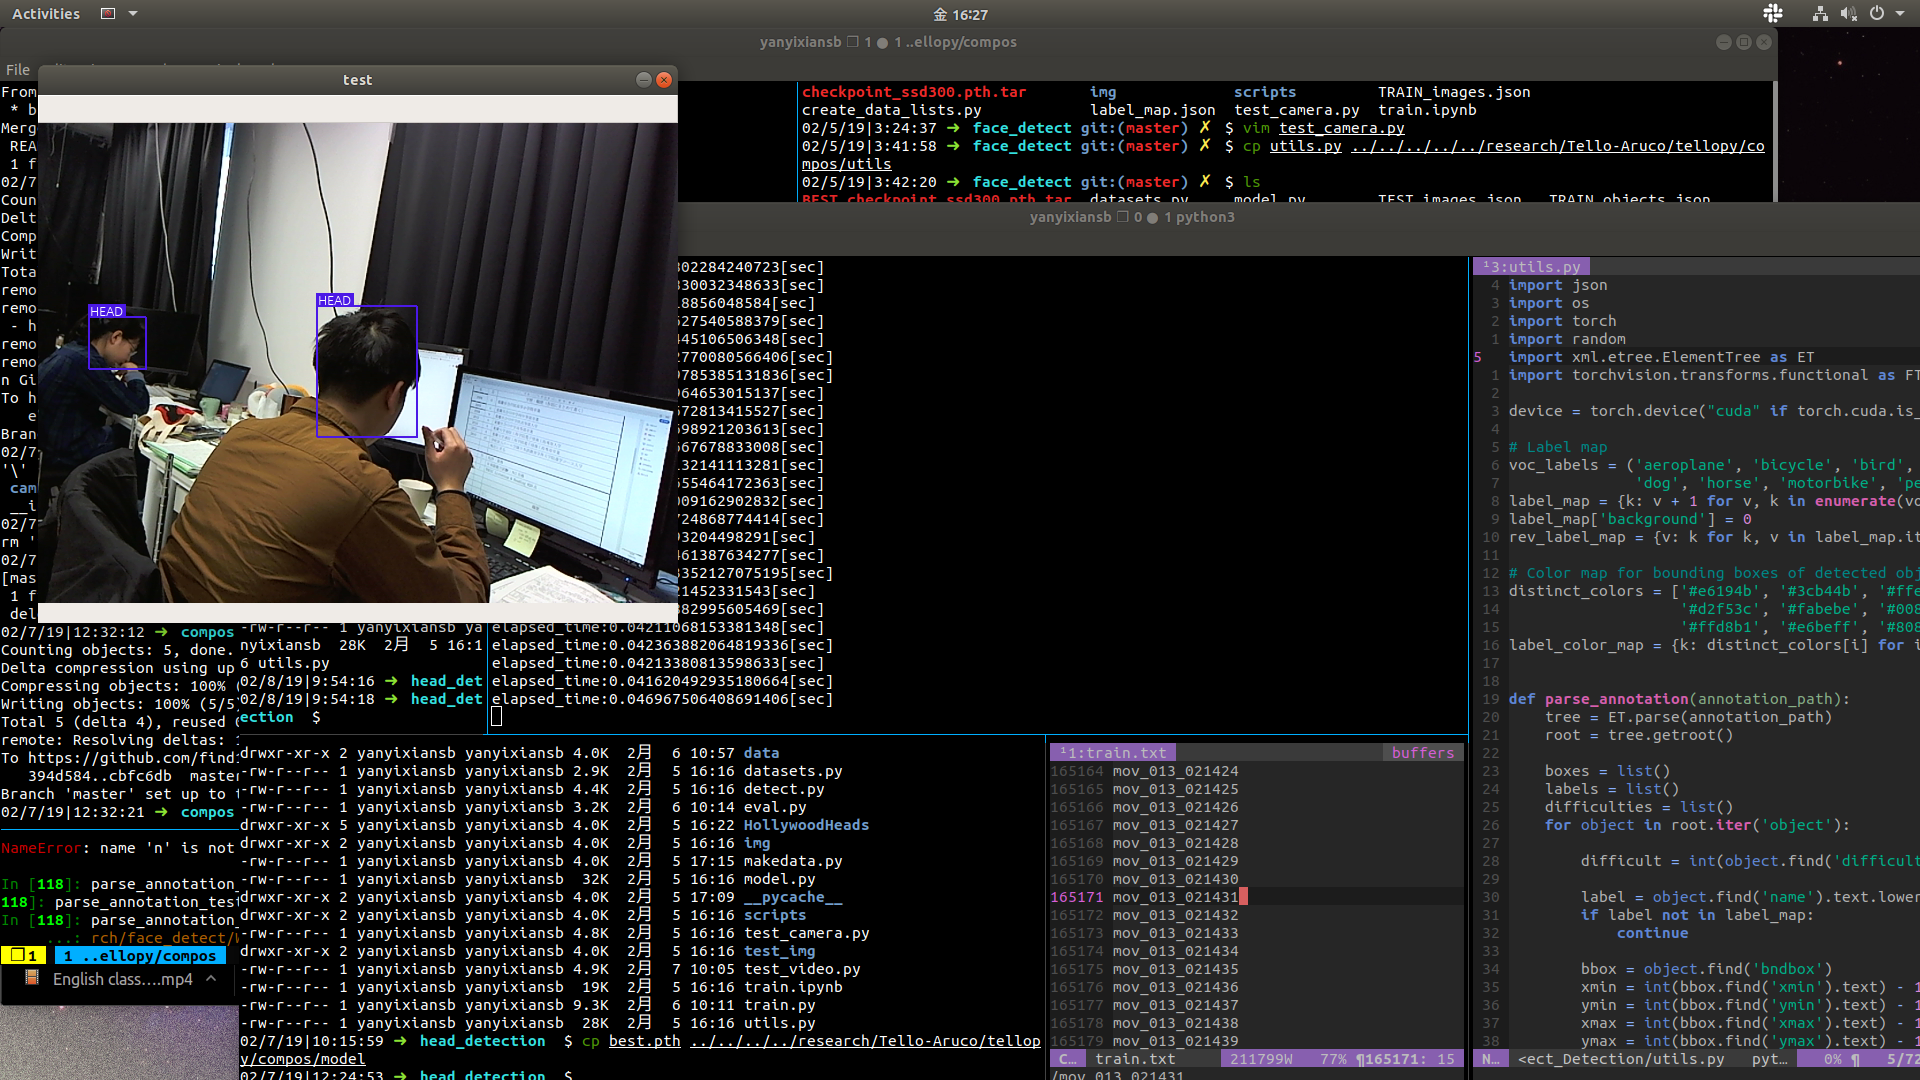 Activities
金 16:27
yanyixiansb ❐ 1 ● 1 ..ellopy/compos
File
test
From
* b
Merg
REA
1 f
02/7
Coun
Delt
Comp
Writ
Tota
remo
remo
- h
remo
remo
n Gi
To h
e
Bran
02/7
'\'
cam
__i
02/7
rm '
02/7
[mas
1 f
del
HEAD
HEAD
02/7/19|12:32:12 → compos
Counting objects: 5, done.
Delta compression using up
Compressing objects: 100% (
Writing objects: 100% (5/5)
Total 5 (delta 4), reused
remote: Resolving deltas: 1
To https://github.com/find
394d584..cbfc6db master
Branch 'master' set up to t
02/7/19|12:32:21 → compos
NameError: name 'n' is not
In [118]: parse_annotation_
118]: parse_annotation_test
In [118]: parse_annotation_
...: rch/face_detect/
❐ 1 1 ..ellopy/compos
English class....mp4
checkpoint_ssd300.pth.tar img scripts TRAIN_images.json
create_data_lists.py label_map.json test_camera.py train.ipynb
02/5/19|3:24:37 → face_detect git:(master) ✗ $ vim test_camera.py
02/5/19|3:41:58 → face_detect git:(master) ✗ $ cp utils.py ../../../../../research/Tello-Aruco/tellopy/co
mpos/utils
02/5/19|3:42:20 → face_detect git:(master) ✗ $ ls
BEST_checkpoint_ssd300.pth.tar datasets.py model.py TEST_images.json TRAIN_objects.json
yanyixiansb ❐ 0 ● 1 python3
302284240723[sec]
330032348633[sec]
18856048584[sec]
527540588379[sec]
445106506348[sec]
2770080566406[sec]
9785385131836[sec]
964653015137[sec]
572813415527[sec]
598921203613[sec]
567678833008[sec]
132141113281[sec]
555464172363[sec]
009162902832[sec]
724868774414[sec]
93204498291[sec]
461387634277[sec]
3352127075195[sec]
21452331543[sec]
382995605469[sec]
elapsed_time:0.04211068153381348[sec]
elapsed_time:0.042363882064819336[sec]
elapsed_time:0.04213380813598633[sec]
elapsed_time:0.041620492935180664[sec]
elapsed_time:0.046967506408691406[sec]
-rw-r--r-- 1 yanyixiansb ya
nyixiansb 28K 2月 5 16:1
6 utils.py
02/8/19|9:54:16 → head_det
02/8/19|9:54:18 → head_det
ection $
drwxr-xr-x 2 yanyixiansb yanyixiansb 4.0K 2月 6 10:57 data
-rw-r--r-- 1 yanyixiansb yanyixiansb 2.9K 2月 5 16:16 datasets.py
-rw-r--r-- 1 yanyixiansb yanyixiansb 4.4K 2月 5 16:16 detect.py
-rw-r--r-- 1 yanyixiansb yanyixiansb 3.2K 2月 6 10:14 eval.py
drwxr-xr-x 5 yanyixiansb yanyixiansb 4.0K 2月 5 16:22 HollywoodHeads
drwxr-xr-x 2 yanyixiansb yanyixiansb 4.0K 2月 5 16:16 img
-rw-r--r-- 1 yanyixiansb yanyixiansb 4.0K 2月 5 17:15 makedata.py
-rw-r--r-- 1 yanyixiansb yanyixiansb 32K 2月 5 16:16 model.py
drwxr-xr-x 2 yanyixiansb yanyixiansb 4.0K 2月 5 17:09 __pycache__
drwxr-xr-x 2 yanyixiansb yanyixiansb 4.0K 2月 5 16:16 scripts
-rw-r--r-- 1 yanyixiansb yanyixiansb 4.8K 2月 5 16:16 test_camera.py
drwxr-xr-x 2 yanyixiansb yanyixiansb 4.0K 2月 5 16:16 test_img
-rw-r--r-- 1 yanyixiansb yanyixiansb 4.9K 2月 7 10:05 test_video.py
-rw-r--r-- 1 yanyixiansb yanyixiansb 19K 2月 5 16:16 train.ipynb
-rw-r--r-- 1 yanyixiansb yanyixiansb 9.3K 2月 6 10:11 train.py
-rw-r--r-- 1 yanyixiansb yanyixiansb 28K 2月 5 16:16 utils.py
02/7/19|10:15:59 → head_detection $ cp best.pth ../../../../research/Tello-Aruco/tellop
y/compos/model
02/7/19|12:24:53 → head_detection $
¹1:train.txt buffers
165164 mov_013_021424
165165 mov_013_021425
165166 mov_013_021426
165167 mov_013_021427
165168 mov_013_021428
165169 mov_013_021429
165170 mov_013_021430
165171 mov_013_021431
165172 mov_013_021432
165173 mov_013_021433
165174 mov_013_021434
165175 mov_013_021435
165176 mov_013_021436
165177 mov_013_021437
165178 mov_013_021438
165179 mov_013_021439
C… train.txt 211799W 77% ¶165171: 15
/mov_013_021431
¹3:utils.py
4 import json
3 import os
2 import torch
1 import random
5 import xml.etree.ElementTree as ET
1 import torchvision.transforms.functional as FT
2
3 device = torch.device("cuda" if torch.cuda.is_
4
5 # Label map
6 voc_labels = ('aeroplane', 'bicycle', 'bird',
7 'dog', 'horse', 'motorbike', 'pe
8 label_map = {k: v + 1 for v, k in enumerate(vo
9 label_map['background'] = 0
10 rev_label_map = {v: k for k, v in label_map.it
11
12 # Color map for bounding boxes of detected obj
13 distinct_colors = ['#e6194b', '#3cb44b', '#ffe
14 '#d2f53c', '#fabebe', '#008
15 '#ffd8b1', '#e6beff', '#808
16 label_color_map = {k: distinct_colors[i] for i
17
18
19 def parse_annotation(annotation_path):
20 tree = ET.parse(annotation_path)
21 root = tree.getroot()
22
23 boxes = list()
24 labels = list()
25 difficulties = list()
26 for object in root.iter('object'):
27
28 difficult = int(object.find('difficult
29
30 label = object.find('name').text.lower
31 if label not in label_map:
32 continue
33
34 bbox = object.find('bndbox')
35 xmin = int(bbox.find('xmin').text) - 1
36 ymin = int(bbox.find('ymin').text) - 1
37 xmax = int(bbox.find('xmax').text) - 1
38 ymax = int(bbox.find('ymax').text) - 1
N… <ect_Detection/utils.py pyt… 0% ¶ 5/72